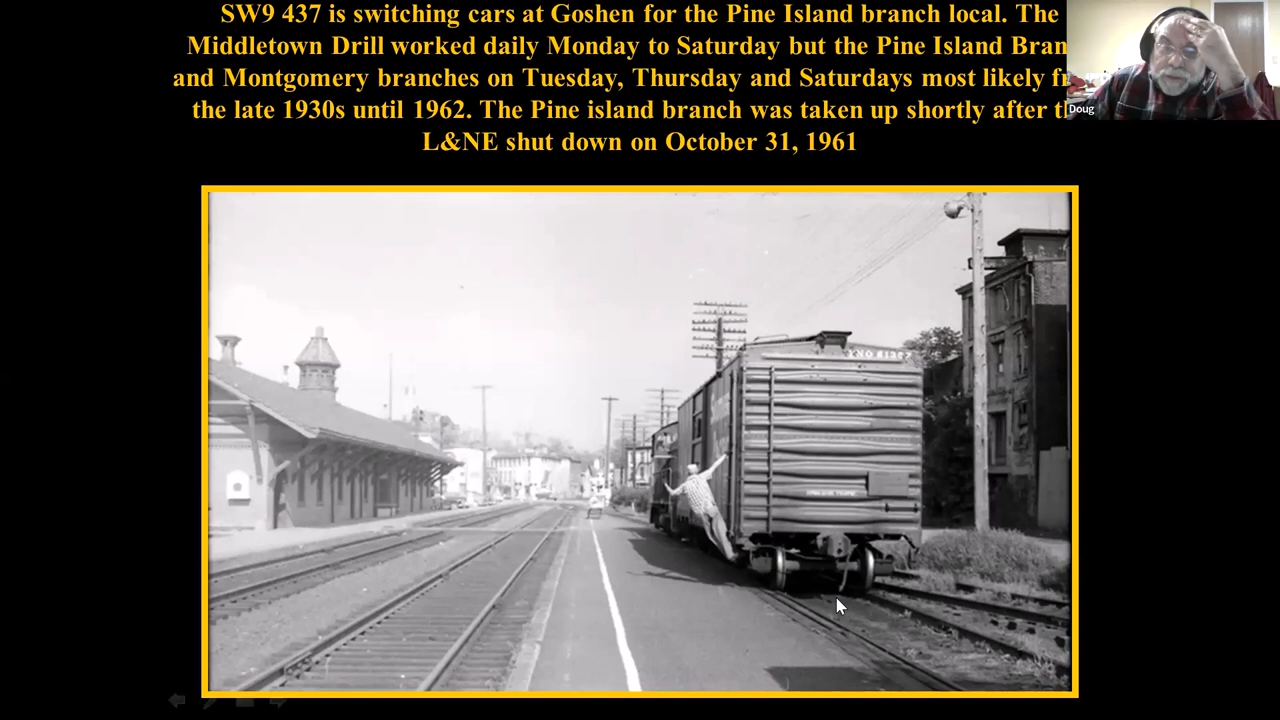 SW9 437 is switching cars at Goshen for the Pine Island branch local. The
Middletown Drill worked daily Monday to Saturday but the Pine Island Bran
and Montgomery branches on Tuesday, Thursday and Saturdays most likely
the late 1930s until 1962. The Pine island branch was taken up shortly after
L&NE shut down on October 31, 1961
Doug